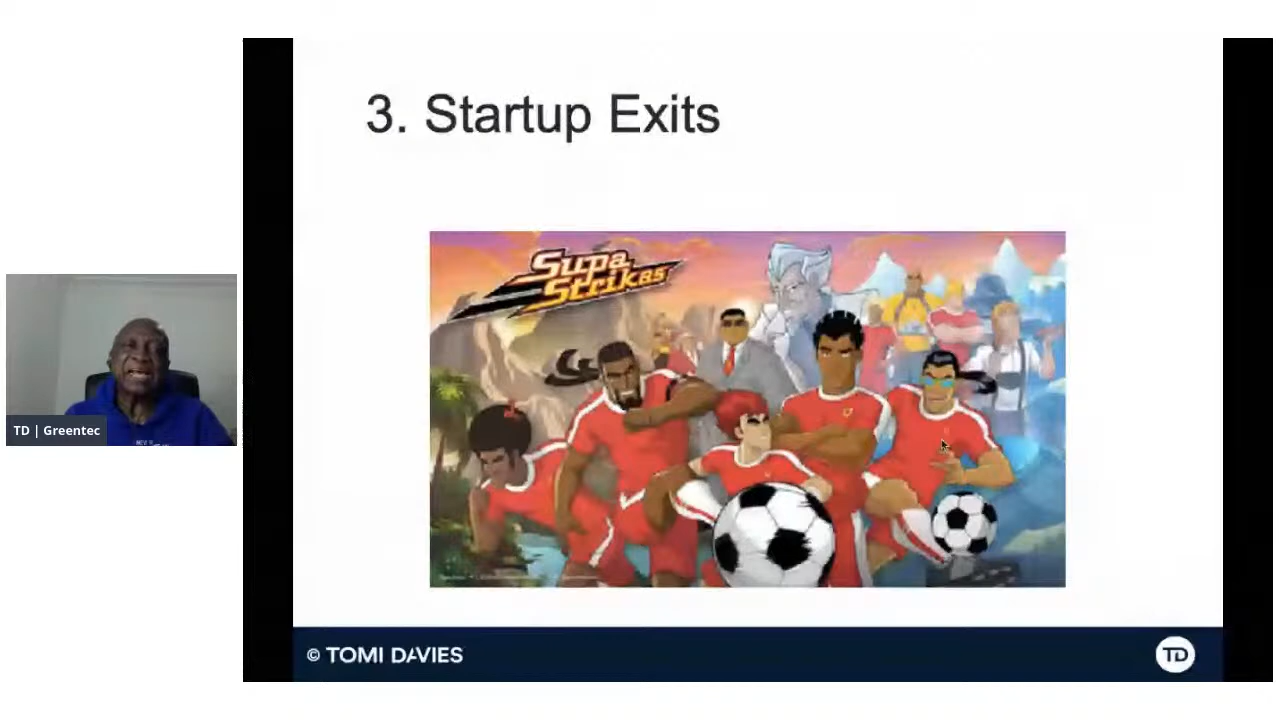 3. Startup Exits
Supa
Strikas
TD | Greentec
© TOMI DAVIES
TD